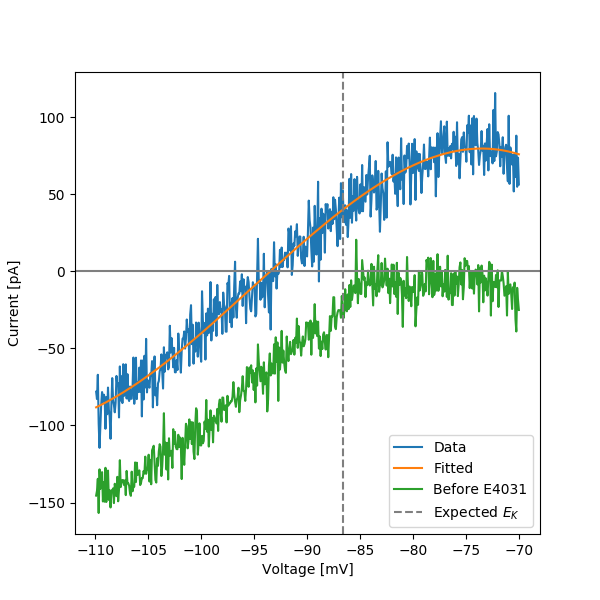 100
50
0
−50
−100
−150
Current [pA]
−110 −105 −100 −95 −90 −85 −80 −75 −70
Voltage [mV]
Data
Fitted
Before E4031
Expected $E_K$